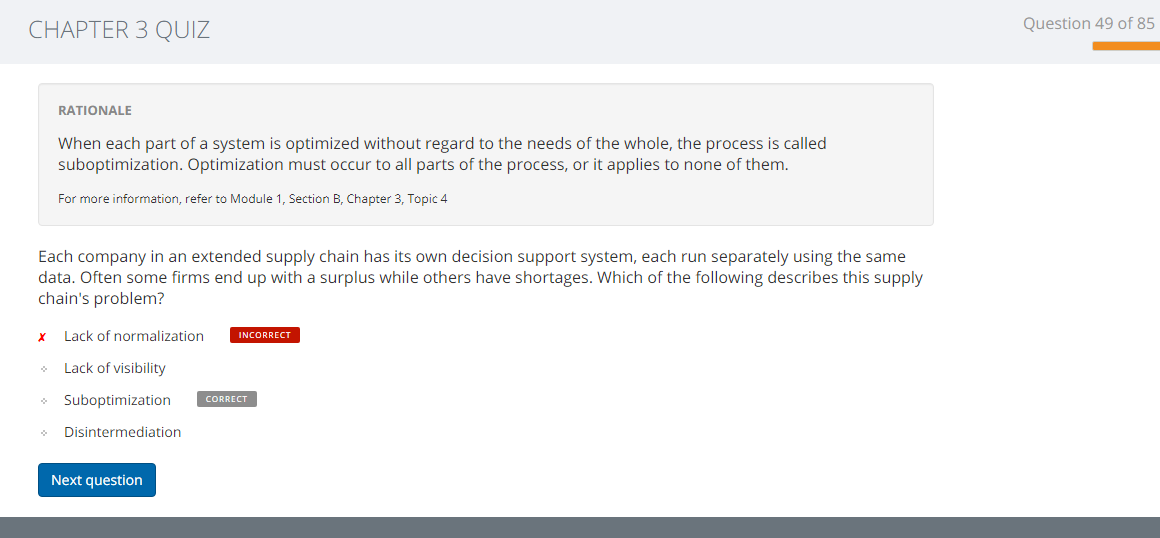 CHAPTER 3 QUIZ
Question 49 of 85
RATIONALE
When each part of a system is optimized without regard to the needs of the whole, the process is called
suboptimization. Optimization must occur to all parts of the process, or it applies to none of them.
For more information, refer to Module 1, Section B, Chapter 3, Topic 4
Each company in an extended supply chain has its own decision support system, each run separately using the same
data. Often some firms end up with a surplus while others have shortages. Which of the following describes this supply
chain's problem?
✗ Lack of normalization INCORRECT
Lack of visibility
Suboptimization CORRECT
Disintermediation
Next question